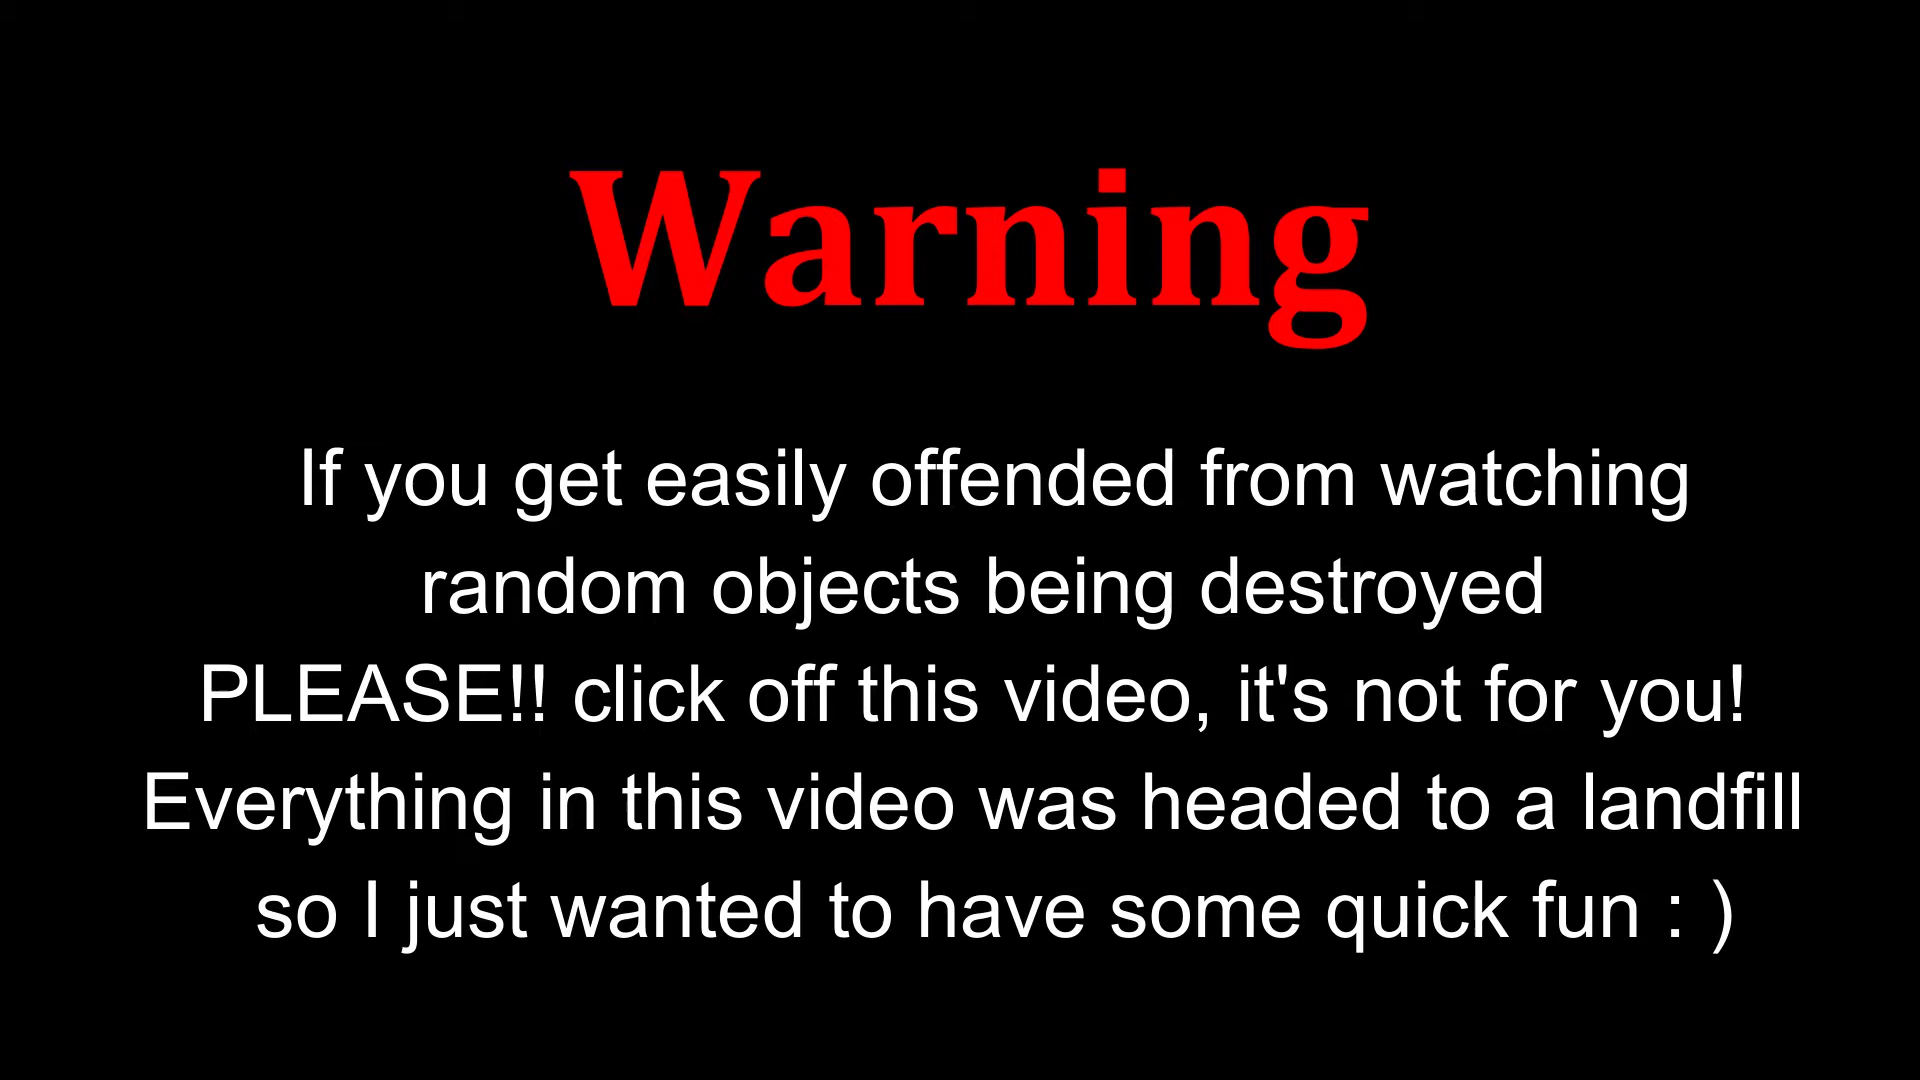 Warning
If you get easily offended from watching
random objects being destroyed
PLEASE!! click off this video, it's not for you!
Everything in this video was headed to a landfill
so I just wanted to have some quick fun : )